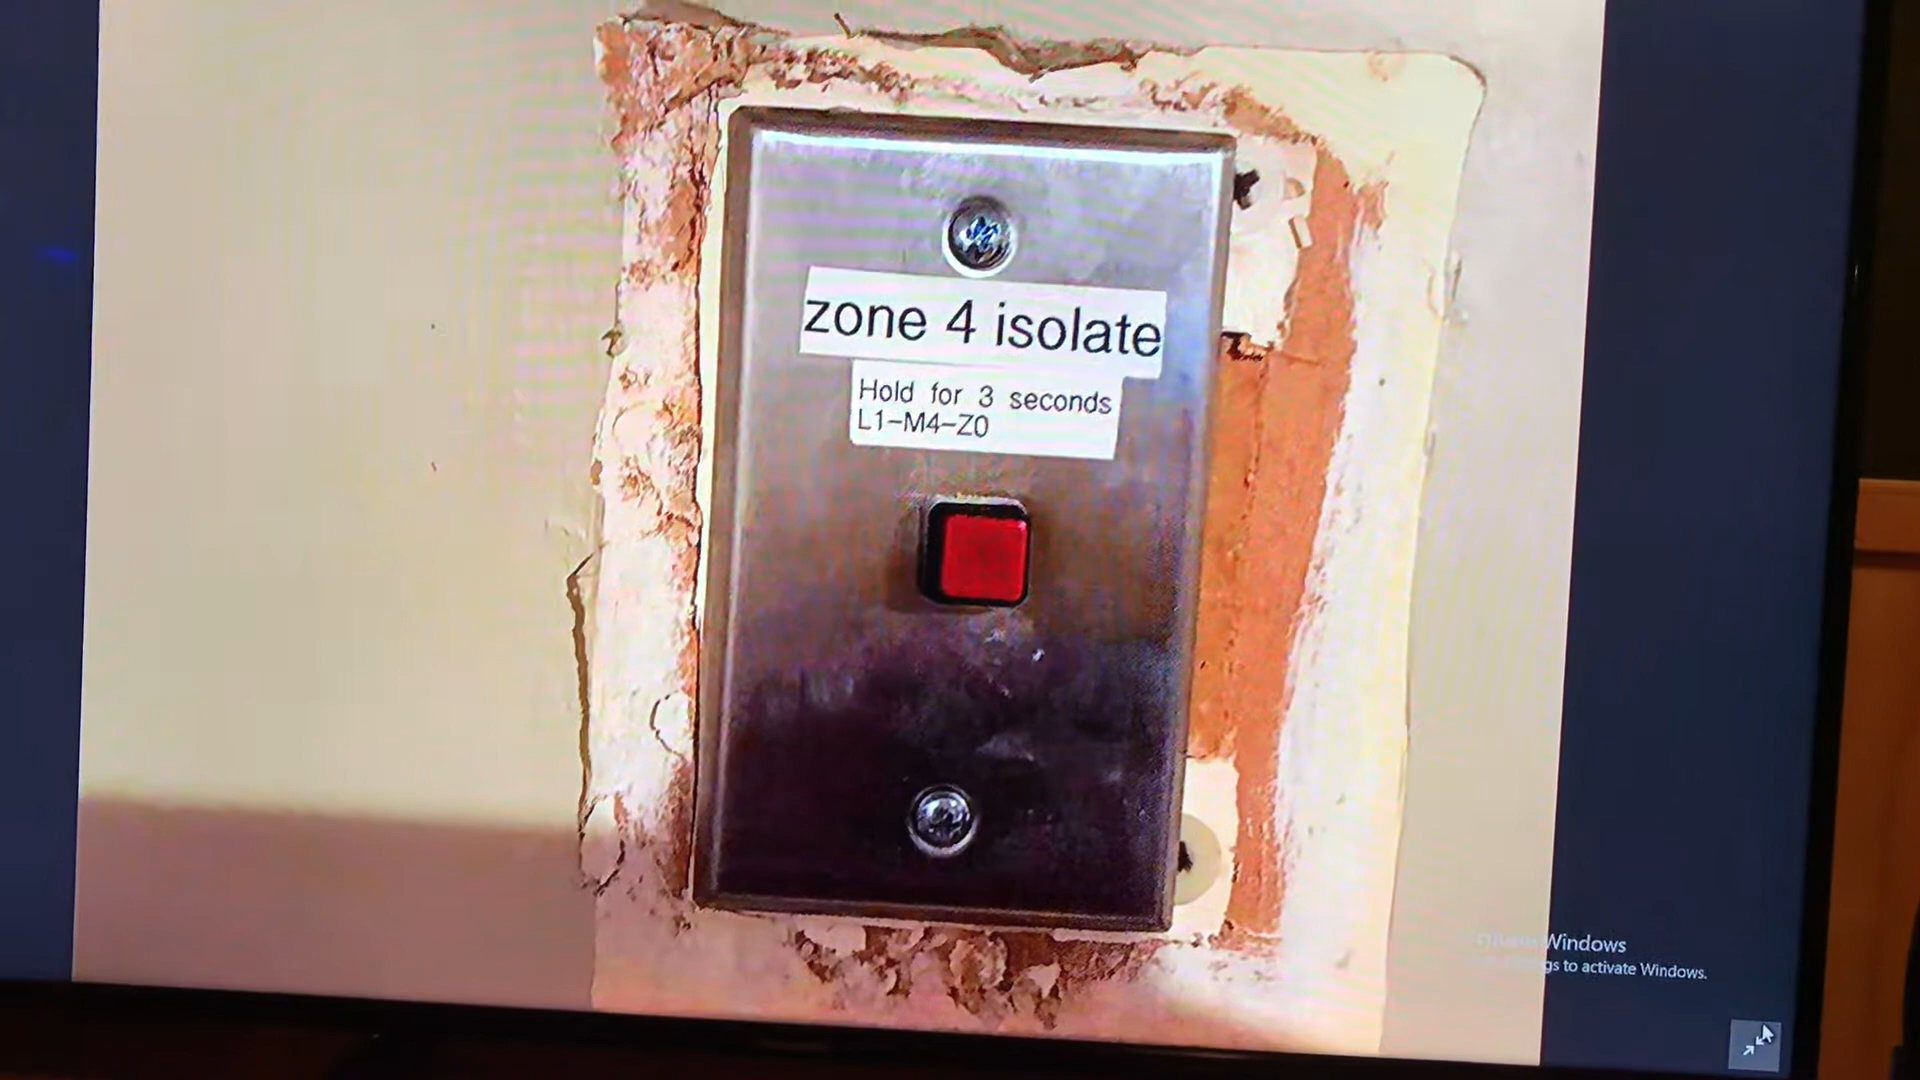 zone 4 isolate
Hold for 3 seconds
L1-M4-Z0
Windows
to activate Windows.